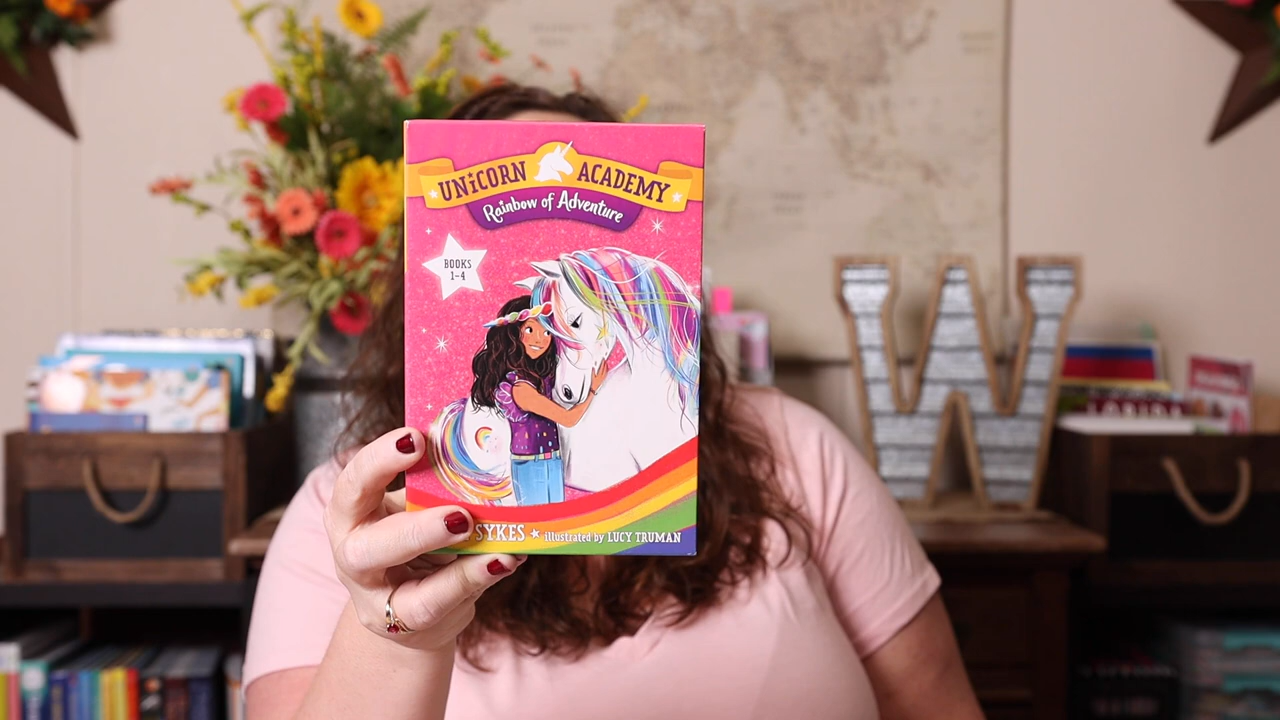 UNiCORN ACADEMY
Rainbow of Adventure
BOOKS
1-4
SYKES ★ illustrated by LUCY TRUMAN
W